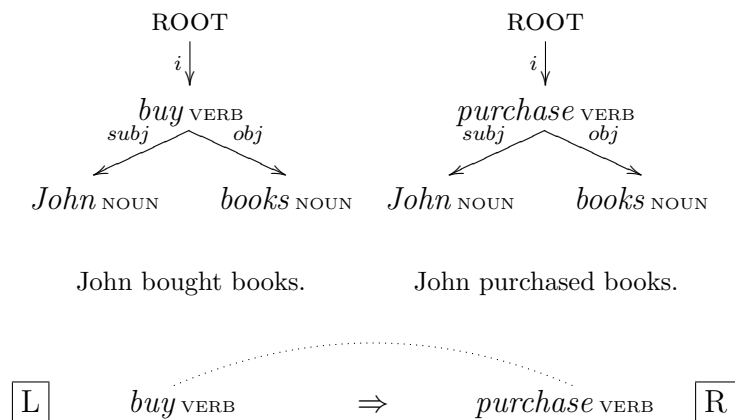 ROOT ROOT
i i
buy VERB purchase VERB
subj obj subj obj
John NOUN books NOUN John NOUN books NOUN
John bought books. John purchased books.
L buy VERB ⇒ purchase VERB R